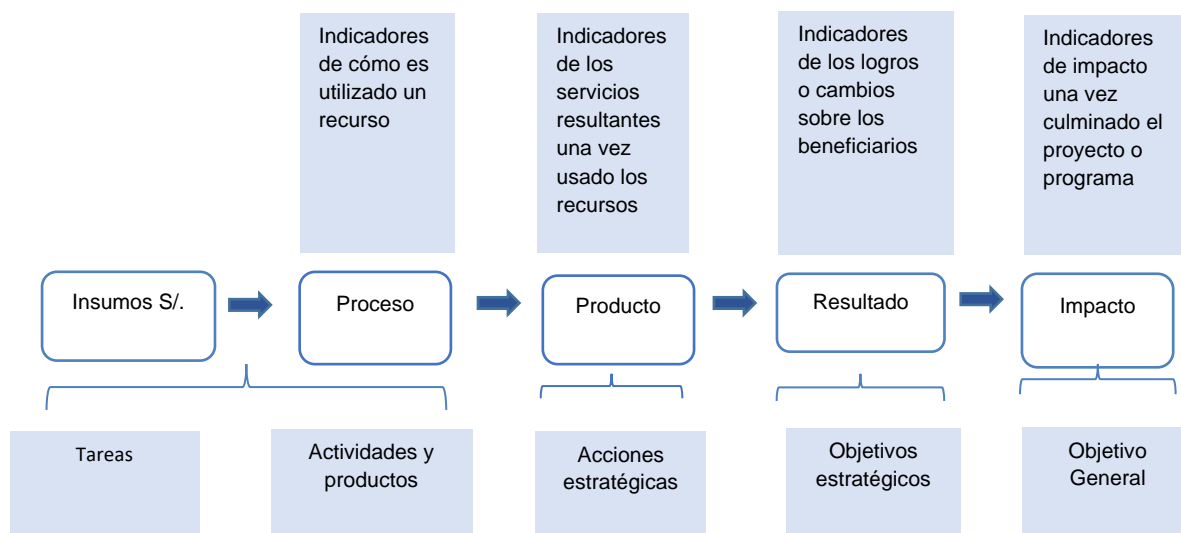 Indicadores
de cómo es
utilizado un
recurso
Indicadores
de los
servicios
resultantes
una vez
usado los
recursos
Indicadores
de los logros
o cambios
sobre los
beneficiarios
Indicadores
de impacto
una vez
culminado el
proyecto o
programa
Insumos S/.
Proceso
Producto
Resultado
Impacto
Tareas
Actividades y
productos
Acciones
estratégicas
Objetivos
estratégicos
Objetivo
General